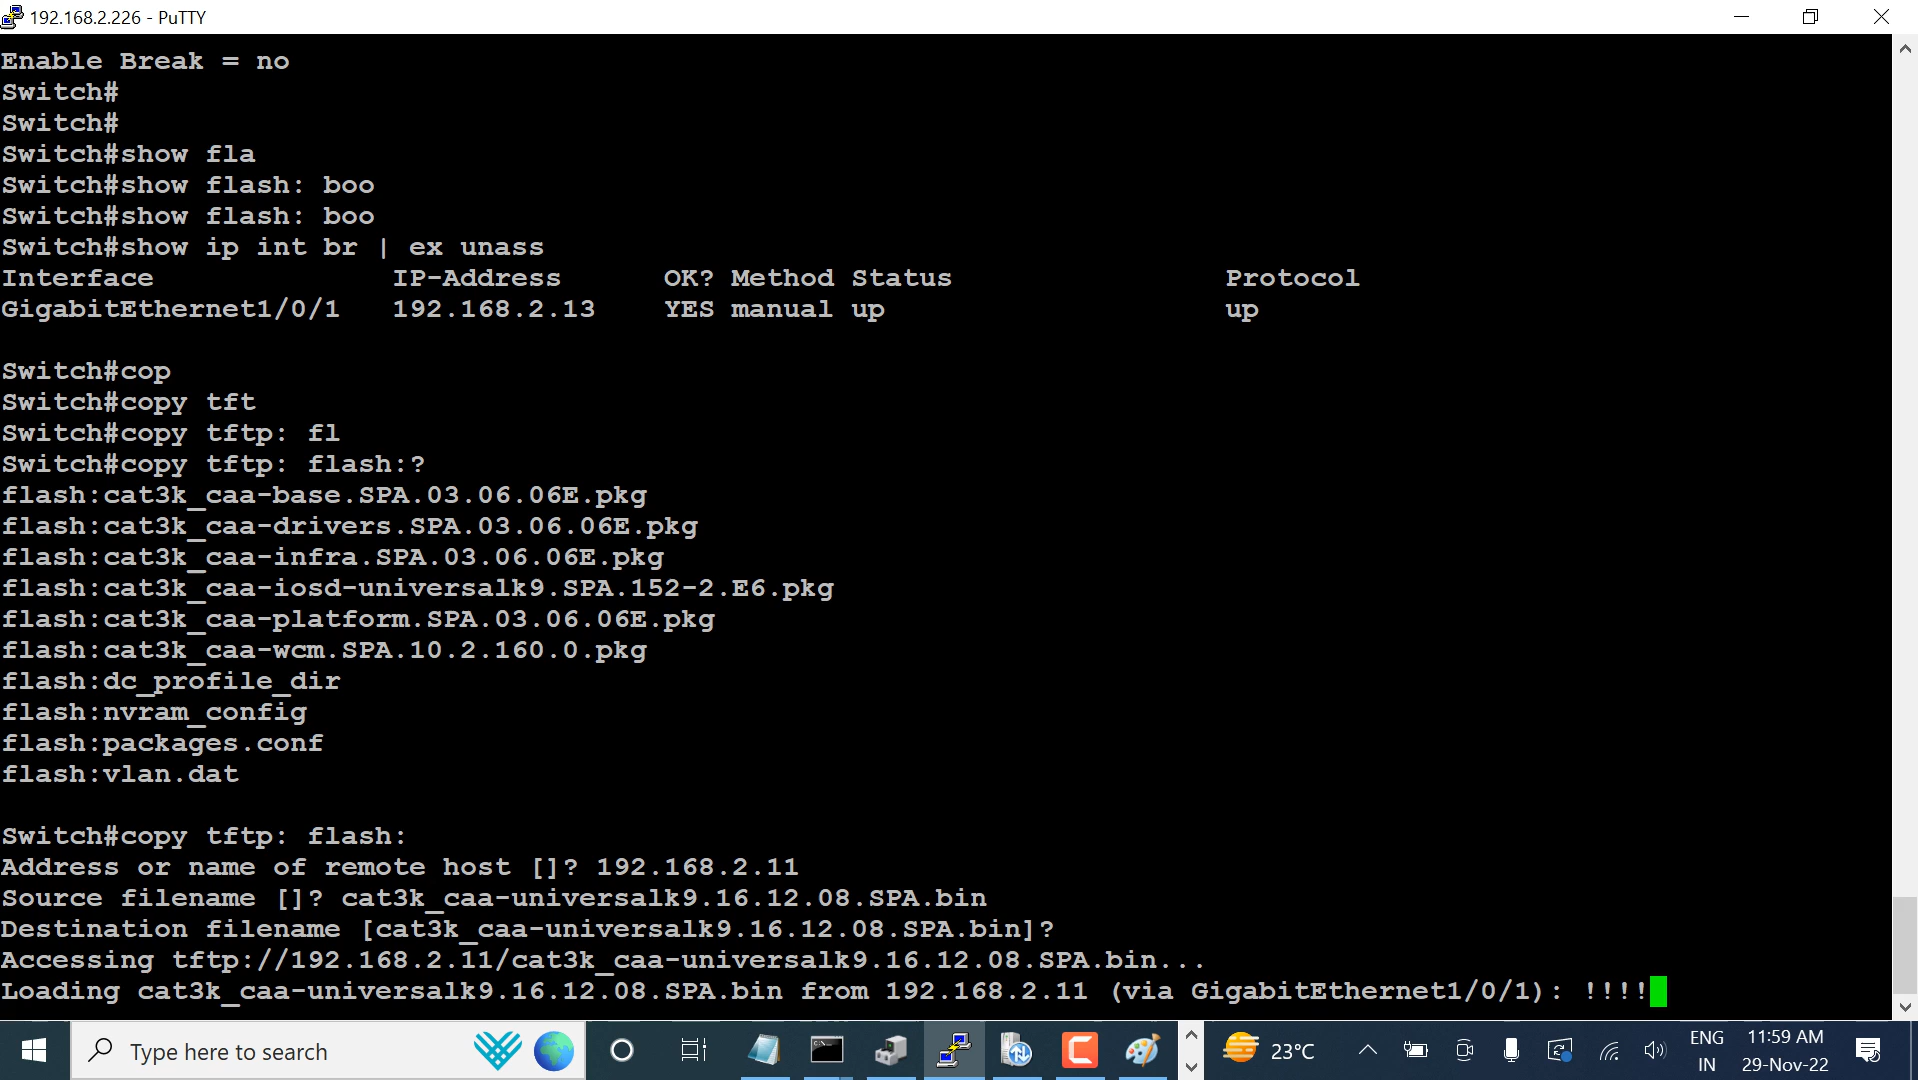 192.168.2.226 - PuTTY
Enable Break = no
Switch#
Switch#
Switch#show fla
Switch#show flash: boo
Switch#show flash: boo
Switch#show ip int br | ex unass
Interface IP-Address OK? Method Status Protocol
GigabitEthernet1/0/1 192.168.2.13 YES manual up up
Switch#cop
Switch#copy tft
Switch#copy tftp: fl
Switch#copy tftp: flash:?
flash:cat3k_caa-base.SPA.03.06.06E.pkg
flash:cat3k_caa-drivers.SPA.03.06.06E.pkg
flash:cat3k_caa-infra.SPA.03.06.06E.pkg
flash:cat3k_caa-iosd-universalk9.SPA.152-2.E6.pkg
flash:cat3k_caa-platform.SPA.03.06.06E.pkg
flash:cat3k_caa-wcm.SPA.10.2.160.0.pkg
flash:dc_profile_dir
flash:nvram_config
flash:packages.conf
flash:vlan.dat
Switch#copy tftp: flash:
Address or name of remote host []? 192.168.2.11
Source filename []? cat3k_caa-universalk9.16.12.08.SPA.bin
Destination filename [cat3k_caa-universalk9.16.12.08.SPA.bin]?
Accessing tftp://192.168.2.11/cat3k_caa-universalk9.16.12.08.SPA.bin...
Loading cat3k_caa-universalk9.16.12.08.SPA.bin from 192.168.2.11 (via GigabitEthernet1/0/1): !!!!
Type here to search
23°C
ENG
IN
11:59 AM
29-Nov-22